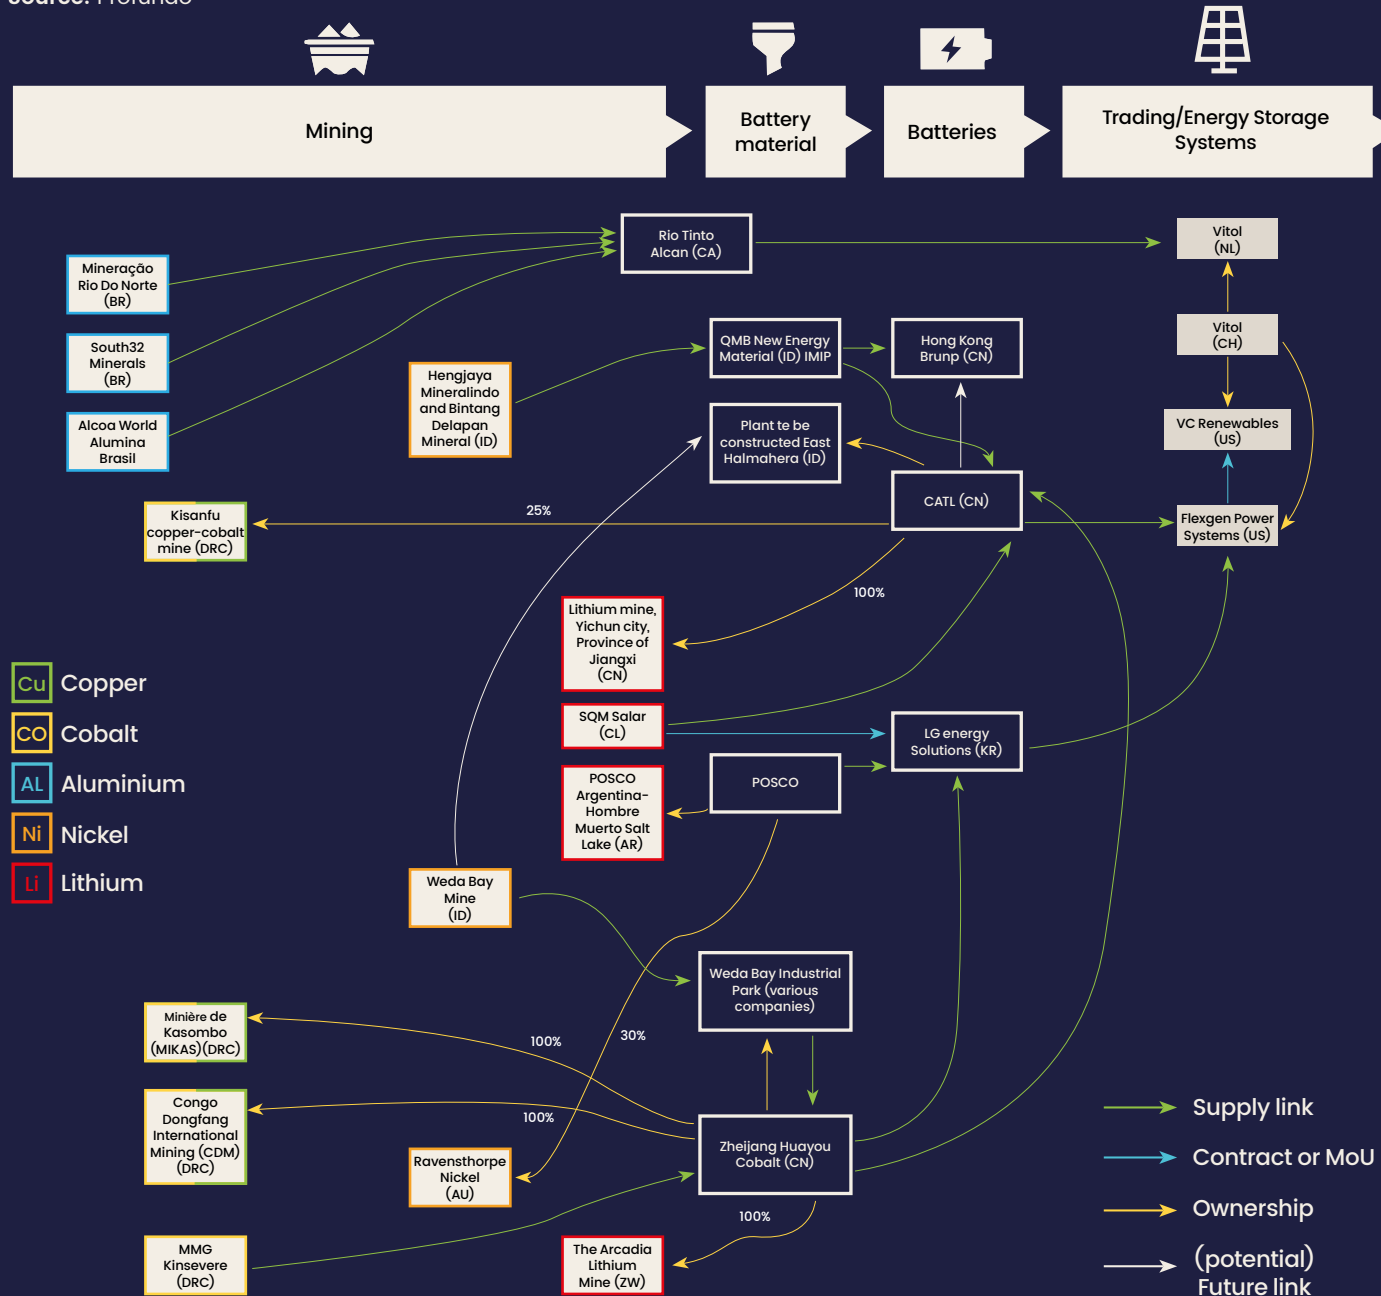 Source: Profundo
Mining
Battery
material
Batteries
Trading/Energy Storage
Systems
Rio Tinto
Alcan (CA)
Vitol
(NL)
Mineração
Rio Do Norte
(BR)
South32
Minerals
(BR)
Alcoa World
Alumina
Brasil
Hengjaya
Mineralindo
and Bintang
Delapan
Mineral (ID)
QMB New Energy
Material (ID) IMIP
Hong Kong
Brunp (CN)
Vitol
(CH)
Plant te be
constructed East
Halmahera (ID)
VC Renewables
(US)
CATL (CN)
Flexgen Power
Systems (US)
Kisanfu
copper-cobalt
mine (DRC)
25%
100%
Lithium mine,
Yichun city,
Province of
Jiangxi
(CN)
SQM Salar
(CL)
LG energy
Solutions (KR)
POSCO
POSCO
Argentina-
Hombre
Muerto Salt
Lake (AR)
Cu Copper
CO Cobalt
AL Aluminium
Ni Nickel
Li Lithium
Weda Bay
Mine
(ID)
Weda Bay Industrial
Park (various
companies)
Minière de
Kasombo
(MIKAS)(DRC)
100%
30%
Congo
Dongfang
International
Mining (CDM)
(DRC)
100%
Ravensthorpe
Nickel
(AU)
Zheijang Huayou
Cobalt (CN)
100%
MMG
Kinsevere
(DRC)
The Arcadia
Lithium
Mine (ZW)
Supply link
Contract or MoU
Ownership
(potential)
Future link